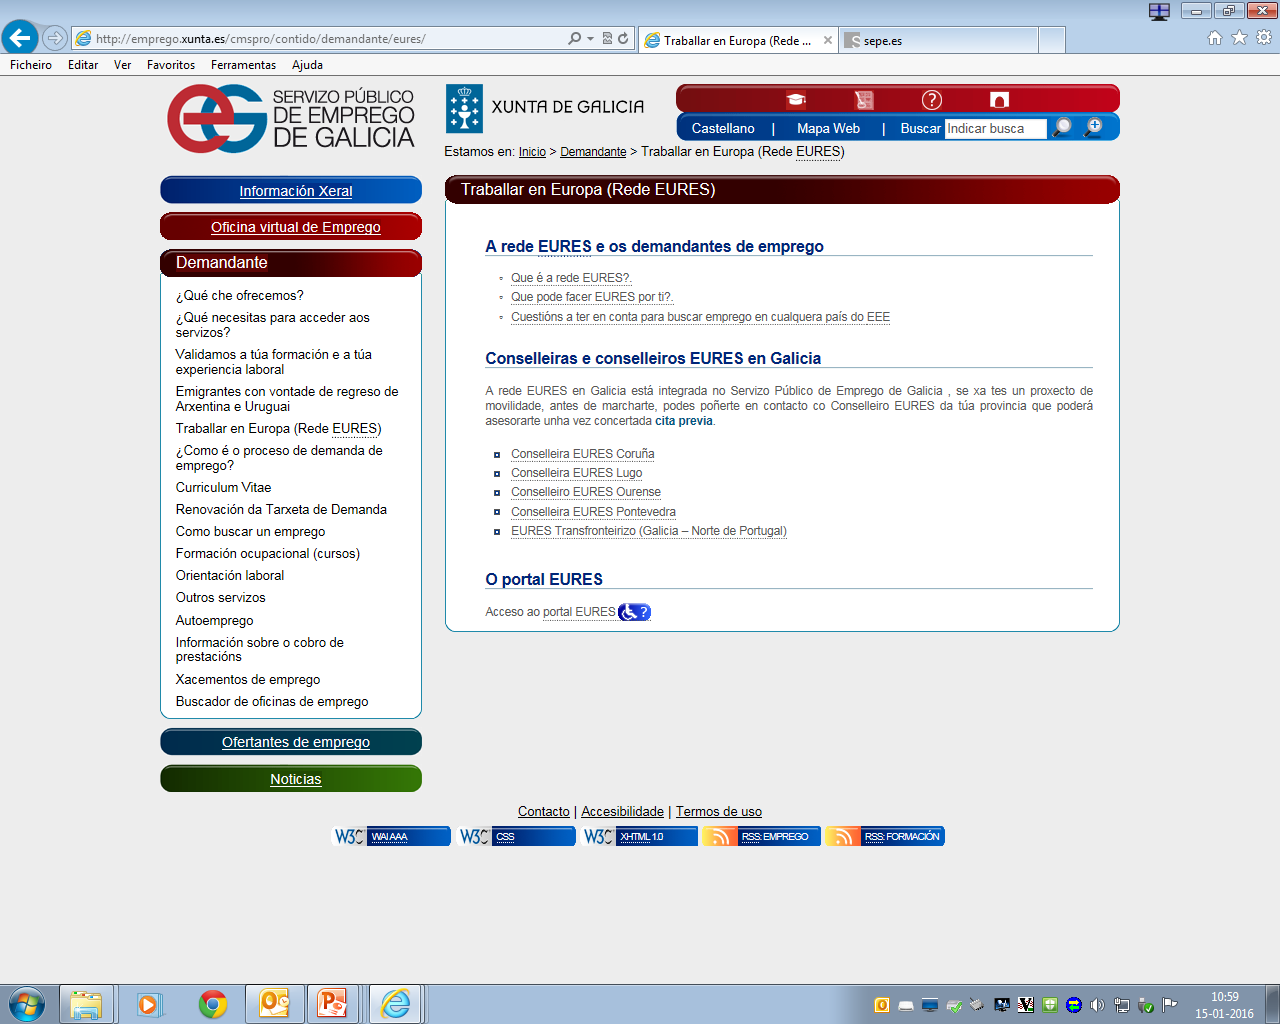 http://emprego.xunta.es/cmspro/contido/demandante/eures/
Traballar en Europa (Rede ...
sepe.es
Ficheiro Editar Ver Favoritos Ferramentas Ajuda
SERVIZO PÚBLICO
DE EMPREGO
DE GALICIA
XUNTA DE GALICIA
Castellano | Mapa Web | Buscar Indicar busca
Estamos en: Inicio > Demandante > Traballar en Europa (Rede EURES)
Información Xeral
Oficina virtual de Emprego
Demandante
¿Qué che ofrecemos?
¿Qué necesitas para acceder aos
servizos?
Validamos a túa formación e a túa
experiencia laboral
Emigrantes con vontade de regreso de
Arxentina e Uruguai
Traballar en Europa (Rede EURES)
¿Como é o proceso de demanda de
emprego?
Curriculum Vitae
Renovación da Tarxeta de Demanda
Como buscar un emprego
Formación ocupacional (cursos)
Orientación laboral
Outros servizos
Autoemprego
Información sobre o cobro de
prestacións
Xacementos de emprego
Buscador de oficinas de emprego
Ofertantes de emprego
Noticias
Traballar en Europa (Rede EURES)
A rede EURES e os demandantes de emprego
Que é a rede EURES?.
Que pode facer EURES por ti?.
Cuestións a ter en conta para buscar emprego en calquera país do EEE
Conselleiras e conselleiros EURES en Galicia
A rede EURES en Galicia está integrada no Servizo Público de Emprego de Galicia , se xa tes un proxecto de
movilidade, antes de marcharte, podes poñerte en contacto co Conselleiro EURES da túa provincia que poderá
asesorarte unha vez concertada cita previa.
Conselleira EURES Coruña
Conselleira EURES Lugo
Conselleiro EURES Ourense
Conselleira EURES Pontevedra
EURES Transfronteirizo (Galicia – Norte de Portugal)
O portal EURES
Acceso ao portal EURES ?
Contacto | Accesibilidade | Termos de uso
W3C WAI AAA W3C CSS W3C XHTML 1.0 RSS: EMPREGO RSS: FORMACIÓN
10:59
15-01-2016